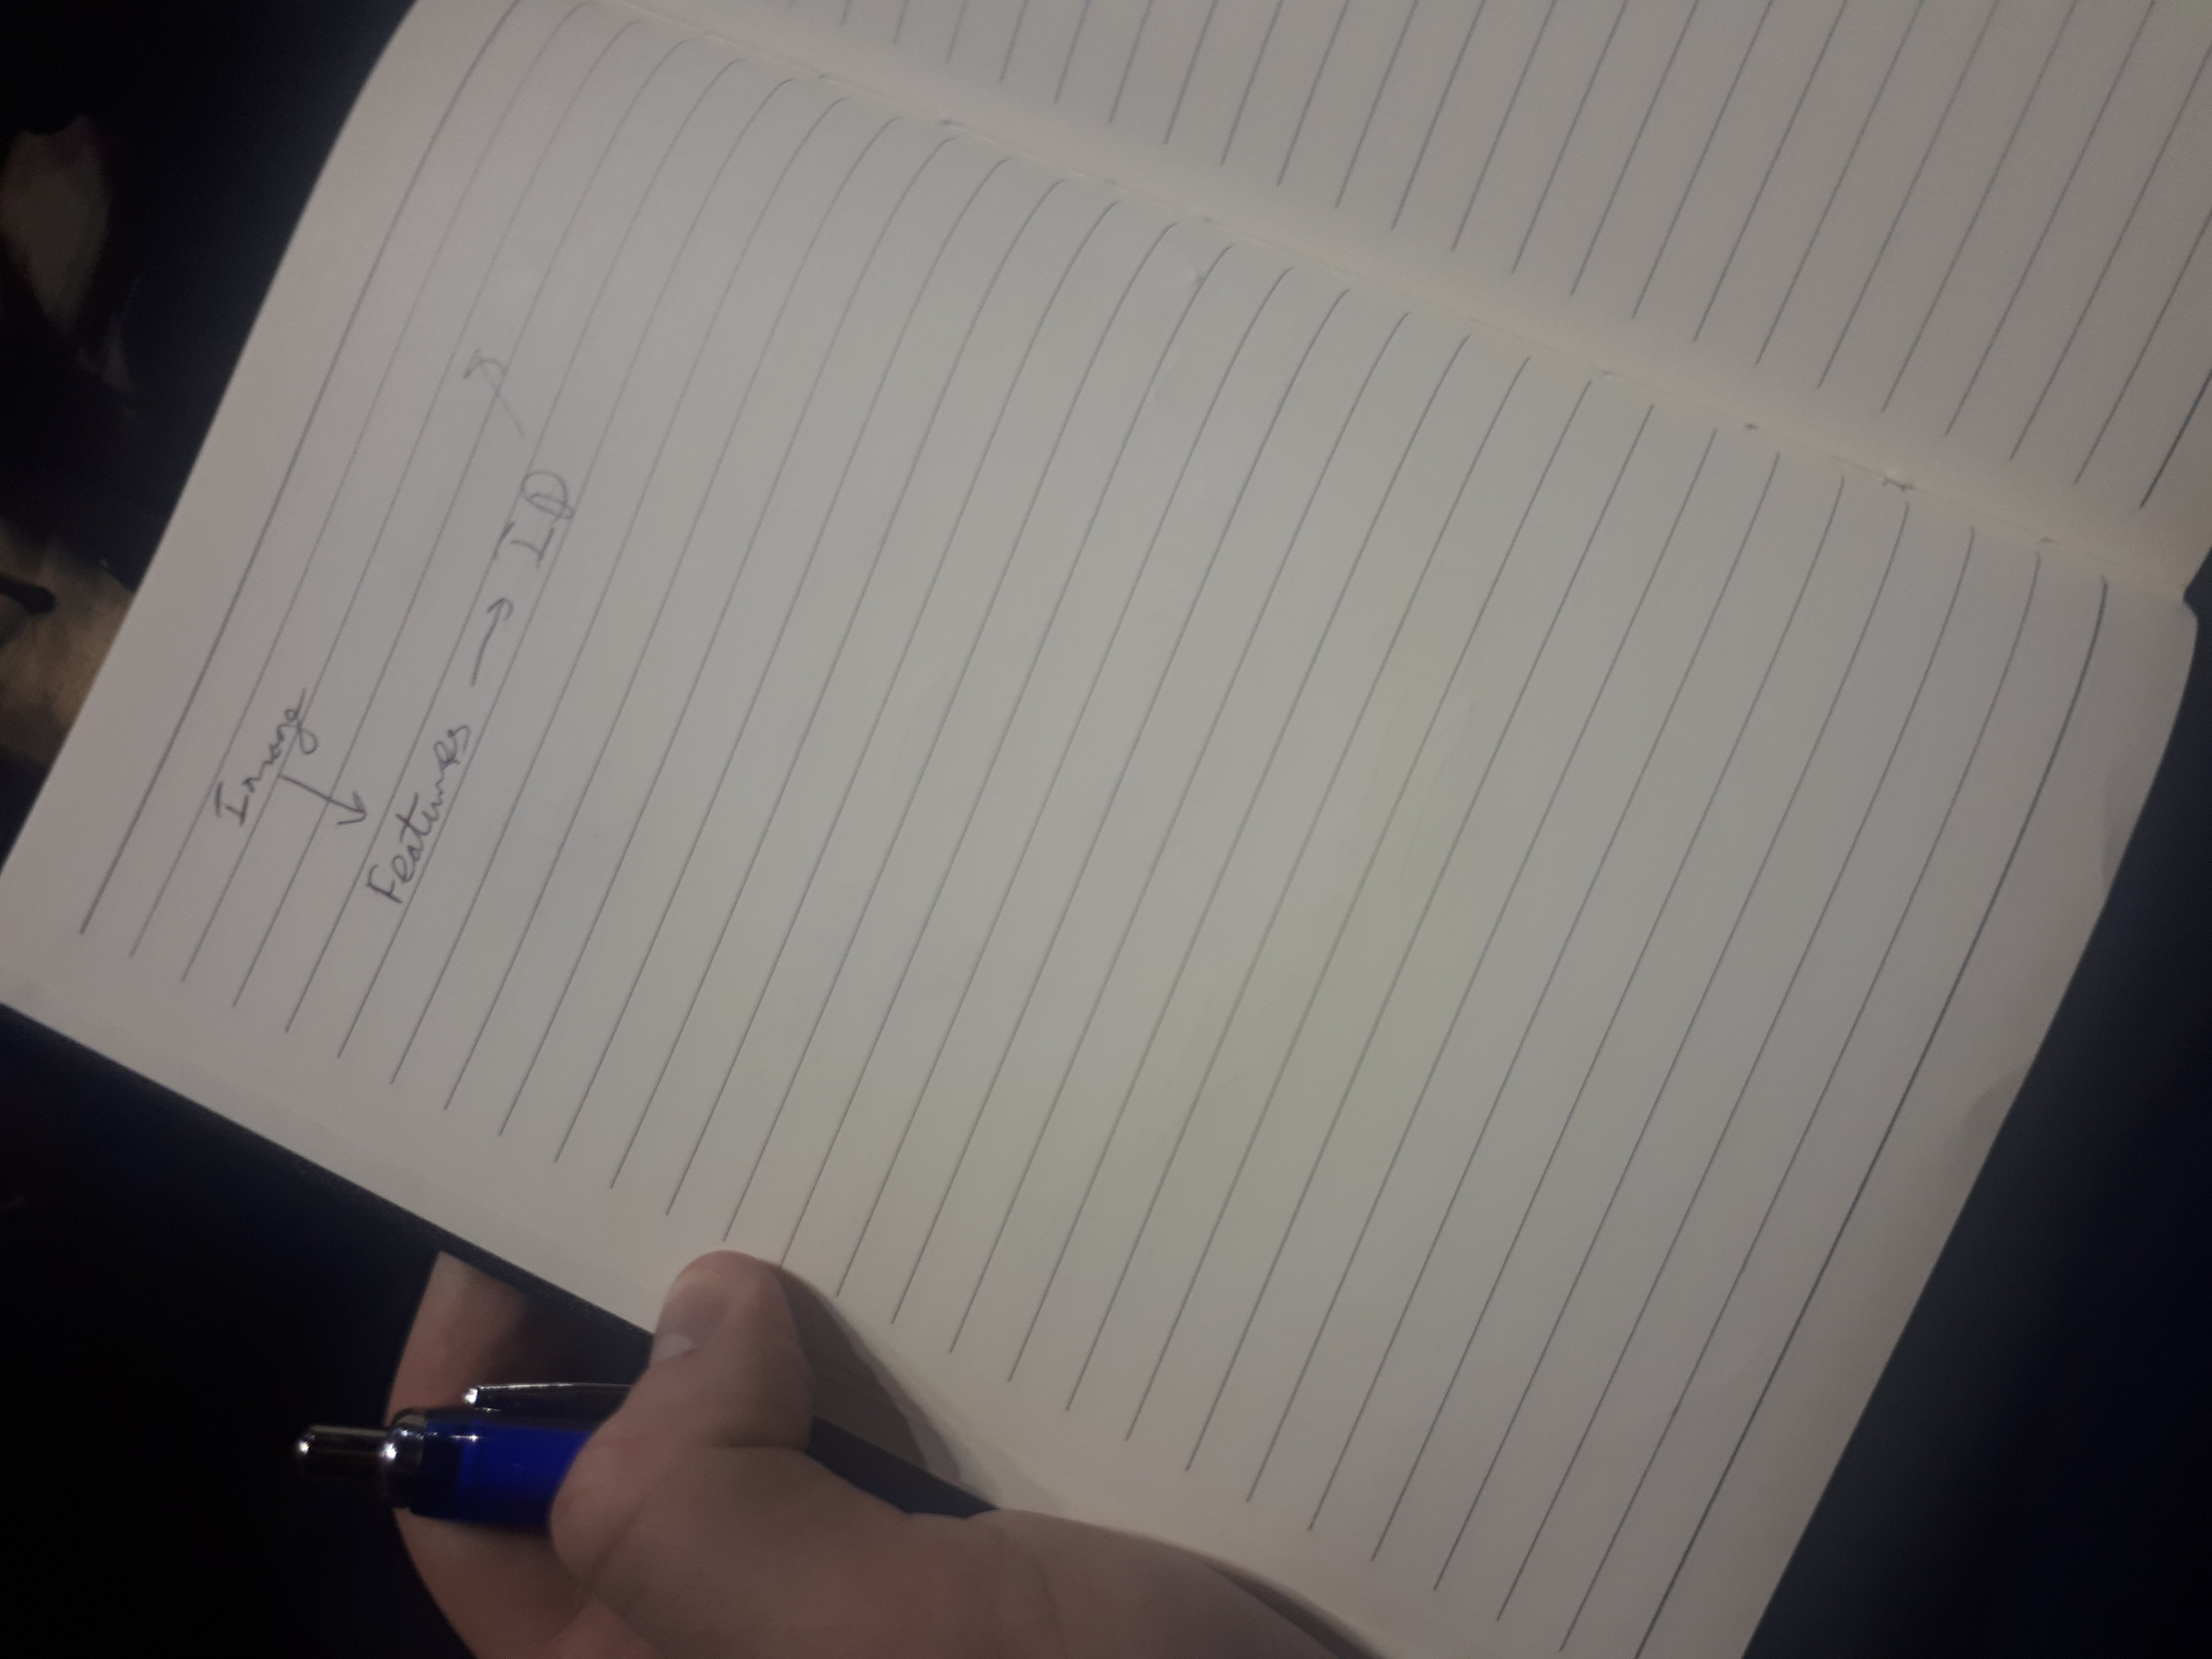 Image
↓
Features → ID ↗